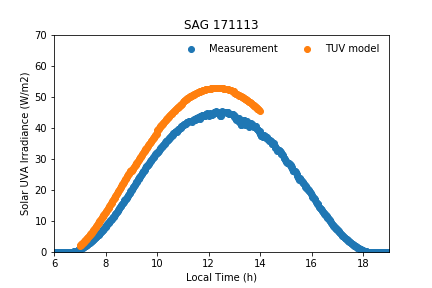 SAG 171113
Measurement TUV model
Solar UVA Irradiance (W/m2)
70
60
50
40
30
20
10
0
6 8 10 12 14 16 18
Local Time (h)